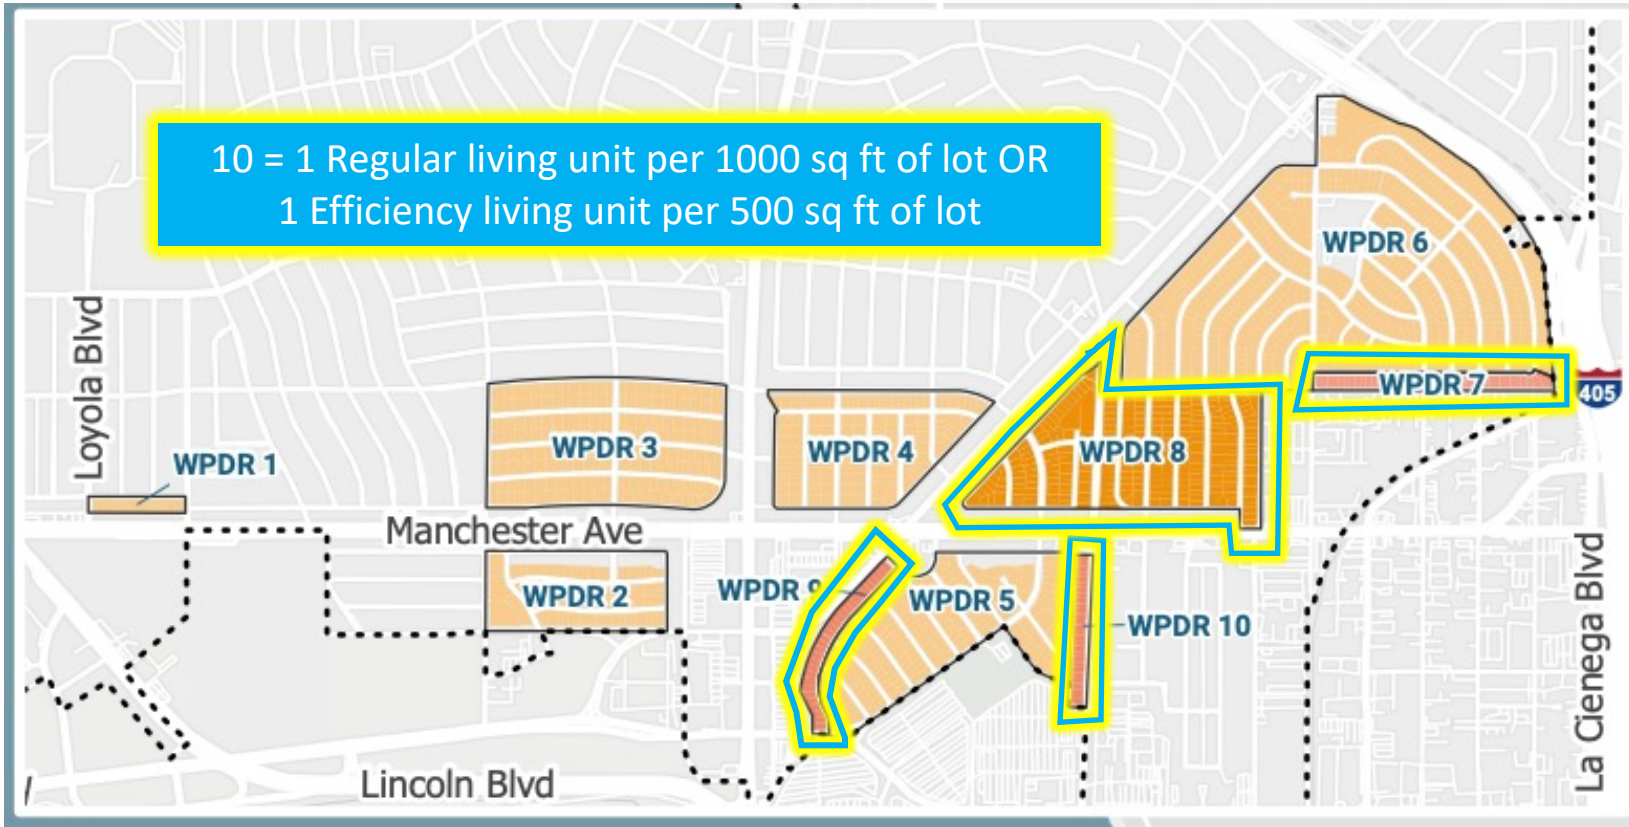 10 = 1 Regular living unit per 1000 sq ft of lot OR
1 Efficiency living unit per 500 sq ft of lot
WPDR 6
Loyola Blvd
WPDR 7
405
WPDR 3
WPDR 4
WPDR 8
WPDR 1
Manchester Ave
WPDR 2
WPDR 9
WPDR 5
WPDR 10
La Cienega Blvd
Lincoln Blvd